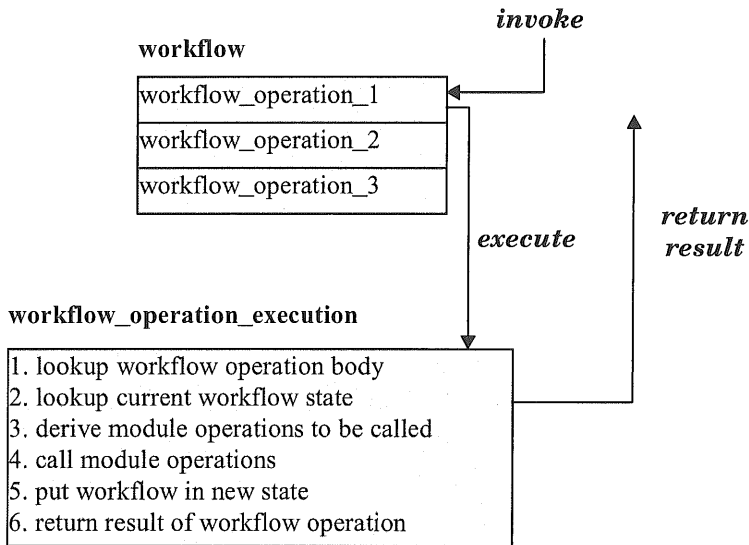 invoke
workflow
workflow_operation_1
workflow_operation_2
workflow_operation_3
execute
return
result
workflow_operation_execution
1. lookup workflow operation body
2. lookup current workflow state
3. derive module operations to be called
4. call module operations
5. put workflow in new state
6. return result of workflow operation